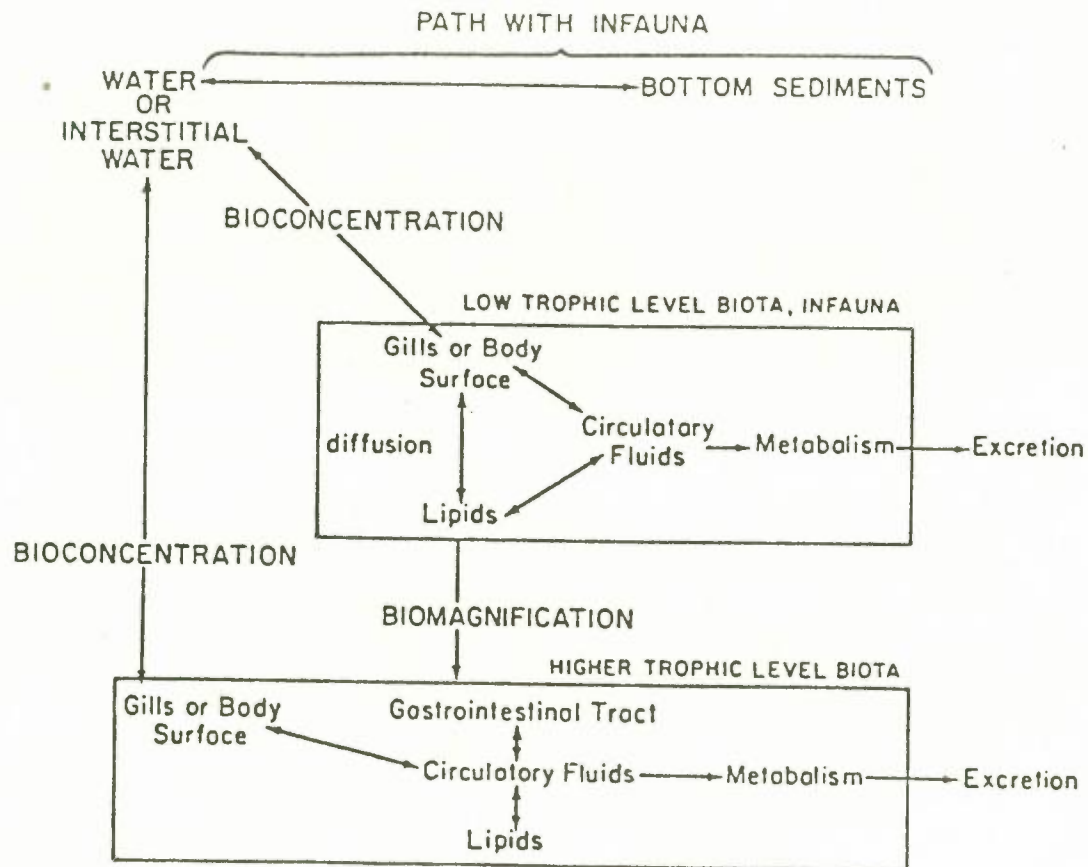 PATH WITH INFAUNA
WATER
OR
INTERSTITIAL
WATER
BOTTOM SEDIMENTS
BIOCONCENTRATION
LOW TROPHIC LEVEL BIOTA, INFAUNA
Gills or Body
Surface
diffusion
Circulatory
Fluids
Metabolism
Excretion
Lipids
BIOCONCENTRATION
BIOMAGNIFICATION
HIGHER TROPHIC LEVEL BIOTA
Gills or Body
Surface
Gastrointestinal Tract
Circulatory Fluids
Metabolism
Excretion
Lipids